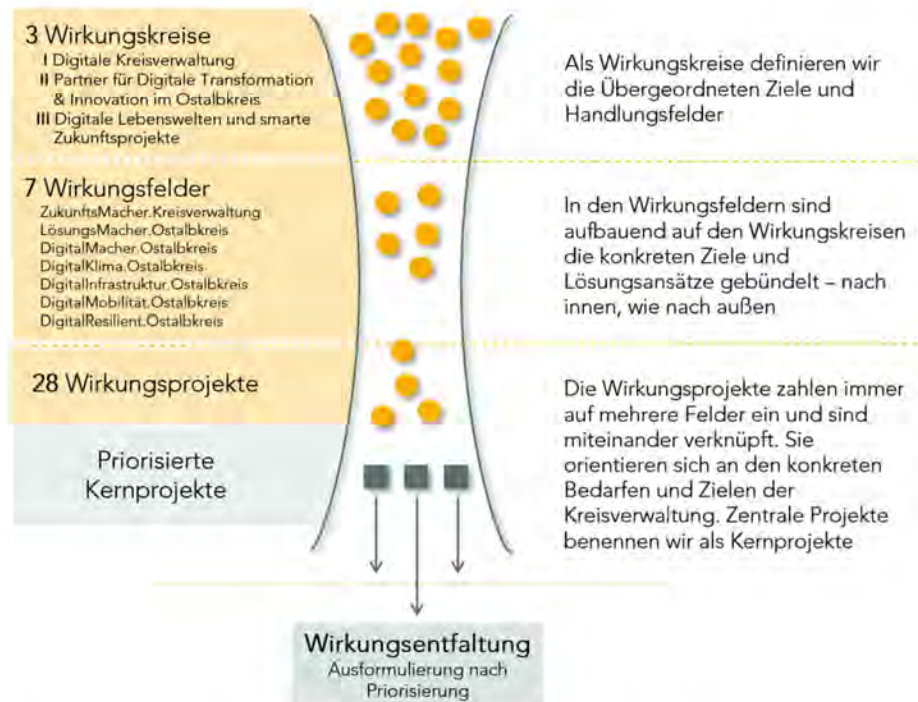 3 Wirkungskreise
I Digitale Kreisverwaltung
II Partner für Digitale Transformation
& Innovation im Ostalbkreis
III Digitale Lebenswelten und smarte
Zukunftsprojekte
Als Wirkungskreise definieren wir
die Übergeordneten Ziele und
Handlungsfelder
7 Wirkungsfelder
ZukunftsMacher.Kreisverwaltung
LösungsMacher.Ostalbkreis
DigitalMacher.Ostalbkreis
DigitalKlima.Ostalbkreis
DigitalInfrastruktur.Ostalbkreis
DigitalMobilität.Ostalbkreis
DigitalResilient.Ostalbkreis
In den Wirkungsfeldern sind
aufbauend auf den Wirkungskreisen
die konkreten Ziele und
Lösungsansätze gebündelt – nach
innen, wie nach außen
28 Wirkungsprojekte
Priorisierte
Kernprojekte
Die Wirkungsprojekte zahlen immer
auf mehrere Felder ein und sind
miteinander verknüpft. Sie
orientieren sich an den konkreten
Bedarfen und Zielen der
Kreisverwaltung. Zentrale Projekte
benennen wir als Kernprojekte
Wirkungsentfaltung
Ausformulierung nach
Priorisierung